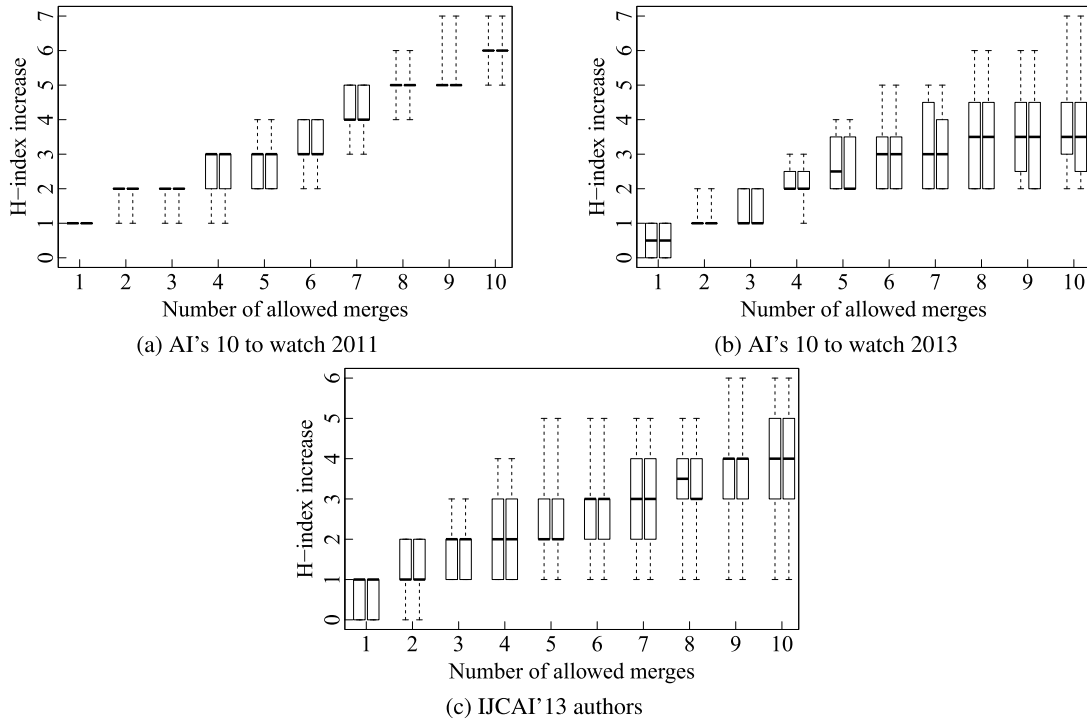 H−index increase
7
6
5
4
3
2
1
0
1 2 3 4 5 6 7 8 9 10
Number of allowed merges
(a) AI's 10 to watch 2011
H−index increase
7
6
5
4
3
2
1
0
1 2 3 4 5 6 7 8 9 10
Number of allowed merges
(b) AI's 10 to watch 2013
H−index increase
6
5
4
3
2
1
0
1 2 3 4 5 6 7 8 9 10
Number of allowed merges
(c) IJCAI'13 authors